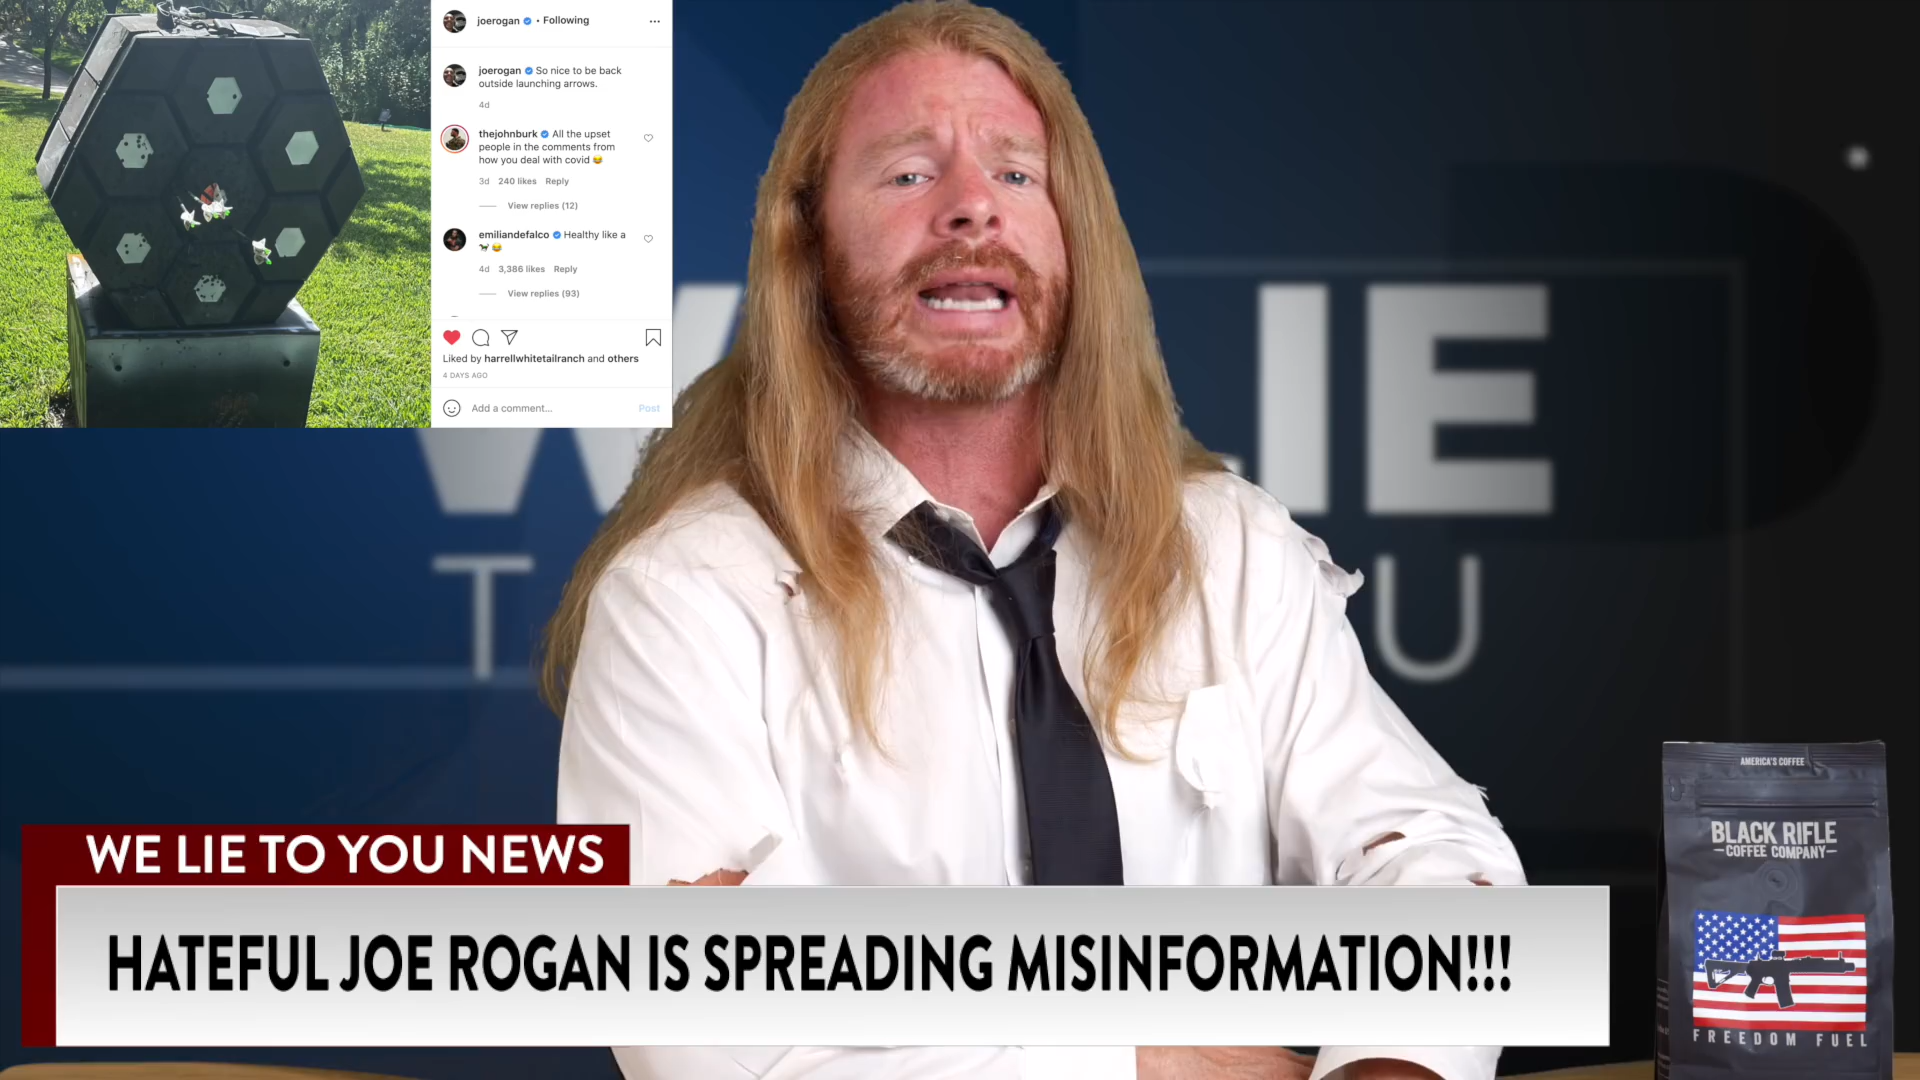 joerogan • Following
joerogan So nice to be back
outside launching arrows.
4d
thejohnburk All the upset
people in the comments from
how you deal with covid 😂
3d 240 likes Reply
View replies (12)
emiliandefalco Healthy like a
🐎 😂
4d 3,386 likes Reply
View replies (93)
Liked by harrellwhitetailranch and others
4 DAYS AGO
Add a comment... Post
W LIE
T U
AMERICA'S COFFEE
BLACK RIFLE
COFFEE COMPANY
FREEDOM FUEL
WE LIE TO YOU NEWS
HATEFUL JOE ROGAN IS SPREADING MISINFORMATION!!!